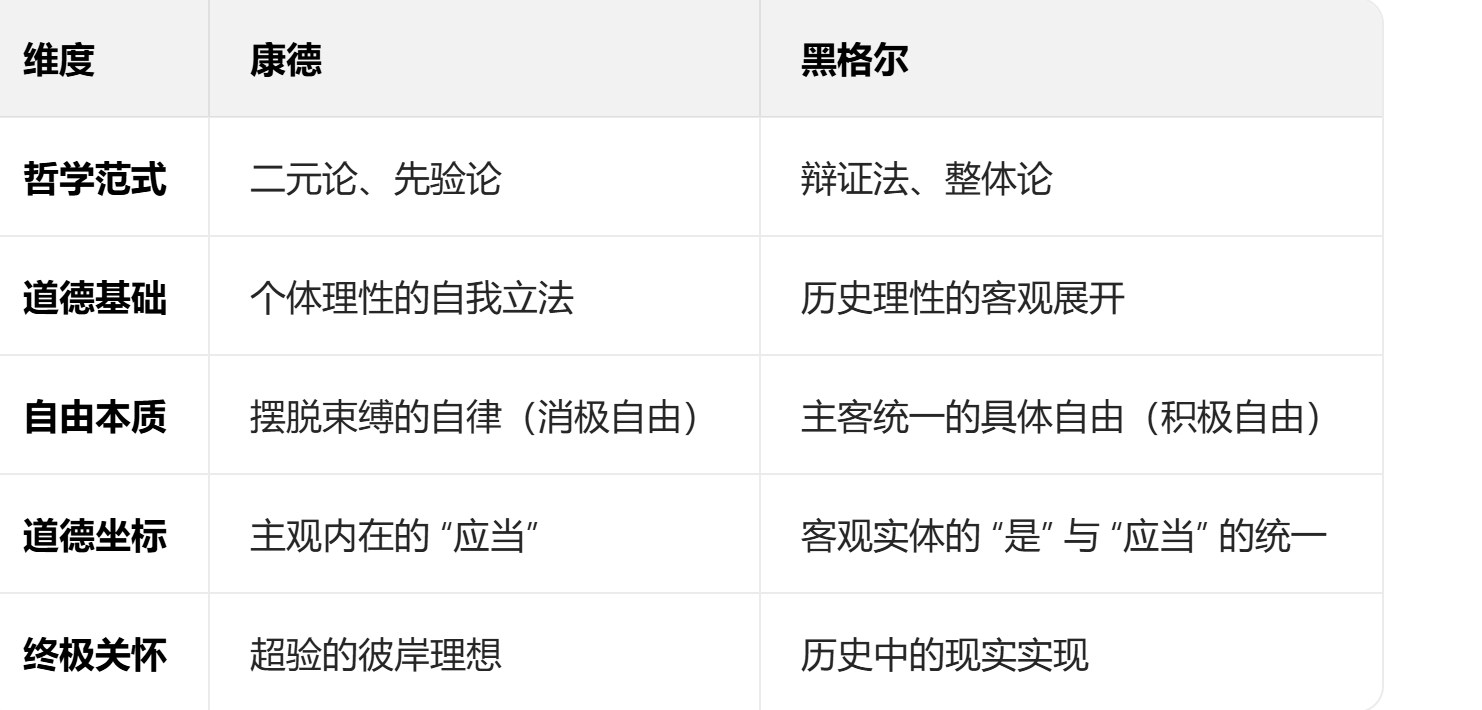 维度 康德 黑格尔
哲学范式 二元论、先验论 辩证法、整体论
道德基础 个体理性的自我立法 历史理性的客观展开
自由本质 摆脱束缚的自律（消极自由） 主客统一的具体自由（积极自由）
道德坐标 主观内在的 “应当” 客观实体的 “是” 与 “应当” 的统一
终极关怀 超验的彼岸理想 历史中的现实实现